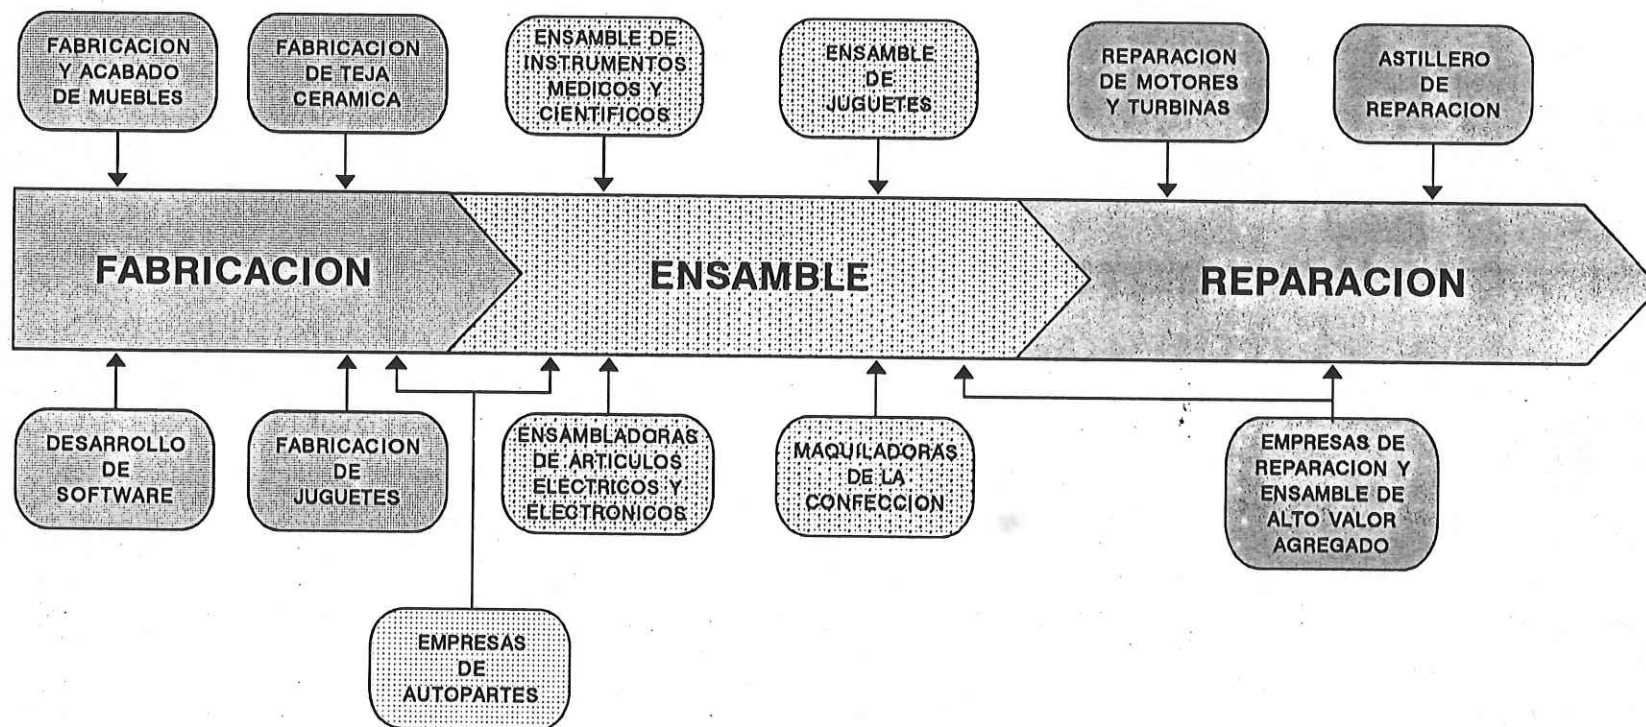 FABRICACION
Y ACABADO
DE MUEBLES
FABRICACION
DE TEJA
CERAMICA
ENSAMBLE DE
INSTRUMENTOS
MEDICOS Y
CIENTIFICOS
ENSAMBLE
DE
JUGUETES
REPARACION
DE MOTORES
Y TURBINAS
ASTILLERO
DE
REPARACION
FABRICACION
ENSAMBLE
REPARACION
DESARROLLO
DE
SOFTWARE
FABRICACION
DE
JUGUETES
ENSAMBLADORAS
DE ARTICULOS
ELECTRICOS Y
ELECTRONICOS
MAQUILADORAS
DE LA
CONFECCION
EMPRESAS DE
REPARACION Y
ENSAMBLE DE
ALTO VALOR
AGREGADO
EMPRESAS
DE
AUTOPARTES